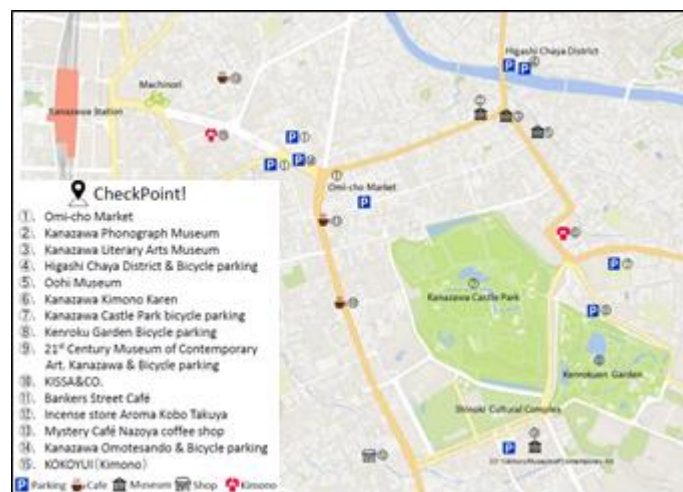 Higashi Chaya District
Machinori
Kanazawa Station
Omi-cho Market
Kanazawa Castle Park
Kenrokuen Garden
Shiinoki Cultural Complex
CheckPoint!
①. Omi-cho Market
②. Kanazawa Phonograph Museum
③. Kanazawa Literary Arts Museum
④. Higashi Chaya District & Bicycle parking
⑤. Oohi Museum
⑥. Kanazawa Kimono Karen
⑦. Kanazawa Castle Park bicycle parking
⑧. Kenroku Garden Bicycle parking
⑨. 21st Century Museum of Contemporary
Art. Kanazawa & Bicycle parking
⑩. KISSA&CO.
⑪. Bankers Street Café
⑫. Incense store Aroma Kobo Takuya
⑬. Mystery Café Nazoya coffee shop
⑭. Kanazawa Omotesando & Bicycle parking
⑮. KOKOYUI(Kimono)
P Parking Cafe Museum Shop Kimono